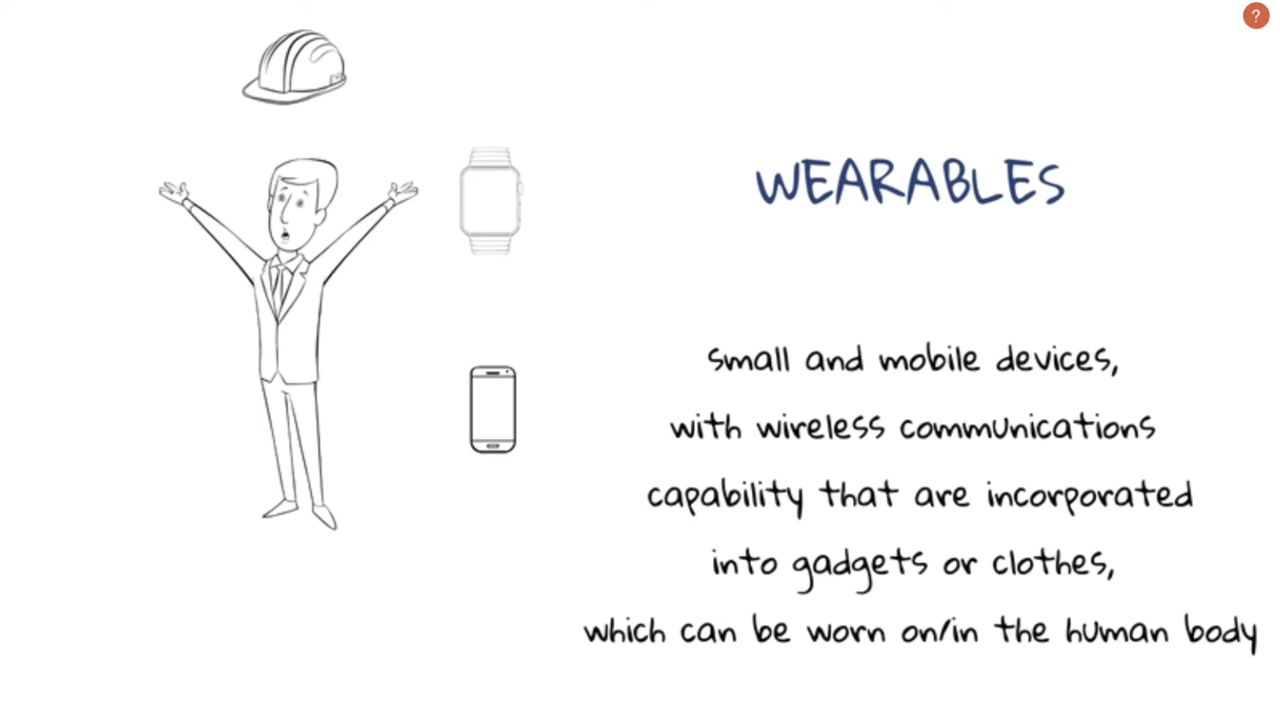 ?
WEARABLES
small and mobile devices,
with wireless communications
capability that are incorporated
into gadgets or clothes,
which can be worn on/in the human body